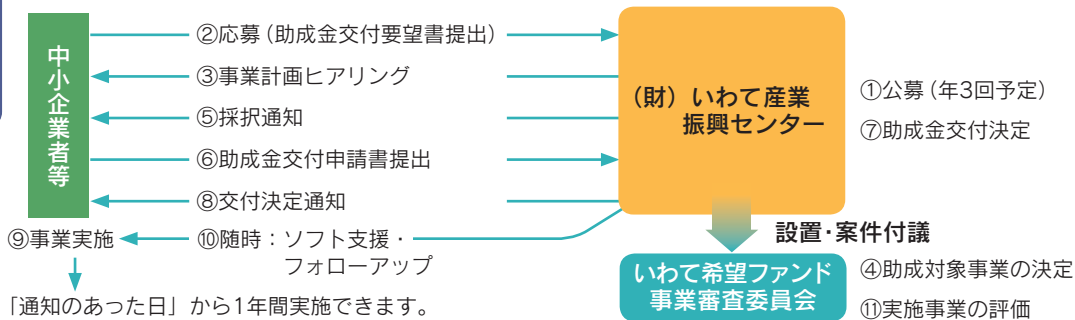 中小企業者等
②応募(助成金交付要望書提出)
③事業計画ヒアリング
⑤採択通知
⑥助成金交付申請書提出
⑧交付決定通知
⑨事業実施
⑩随時:ソフト支援・
フォローアップ
「通知のあった日」から1年間実施できます。
(財)いわて産業
振興センター
①公募(年3回予定)
⑦助成金交付決定
設置・案件付議
いわて希望ファンド
事業審査委員会
④助成対象事業の決定
⑪実施事業の評価